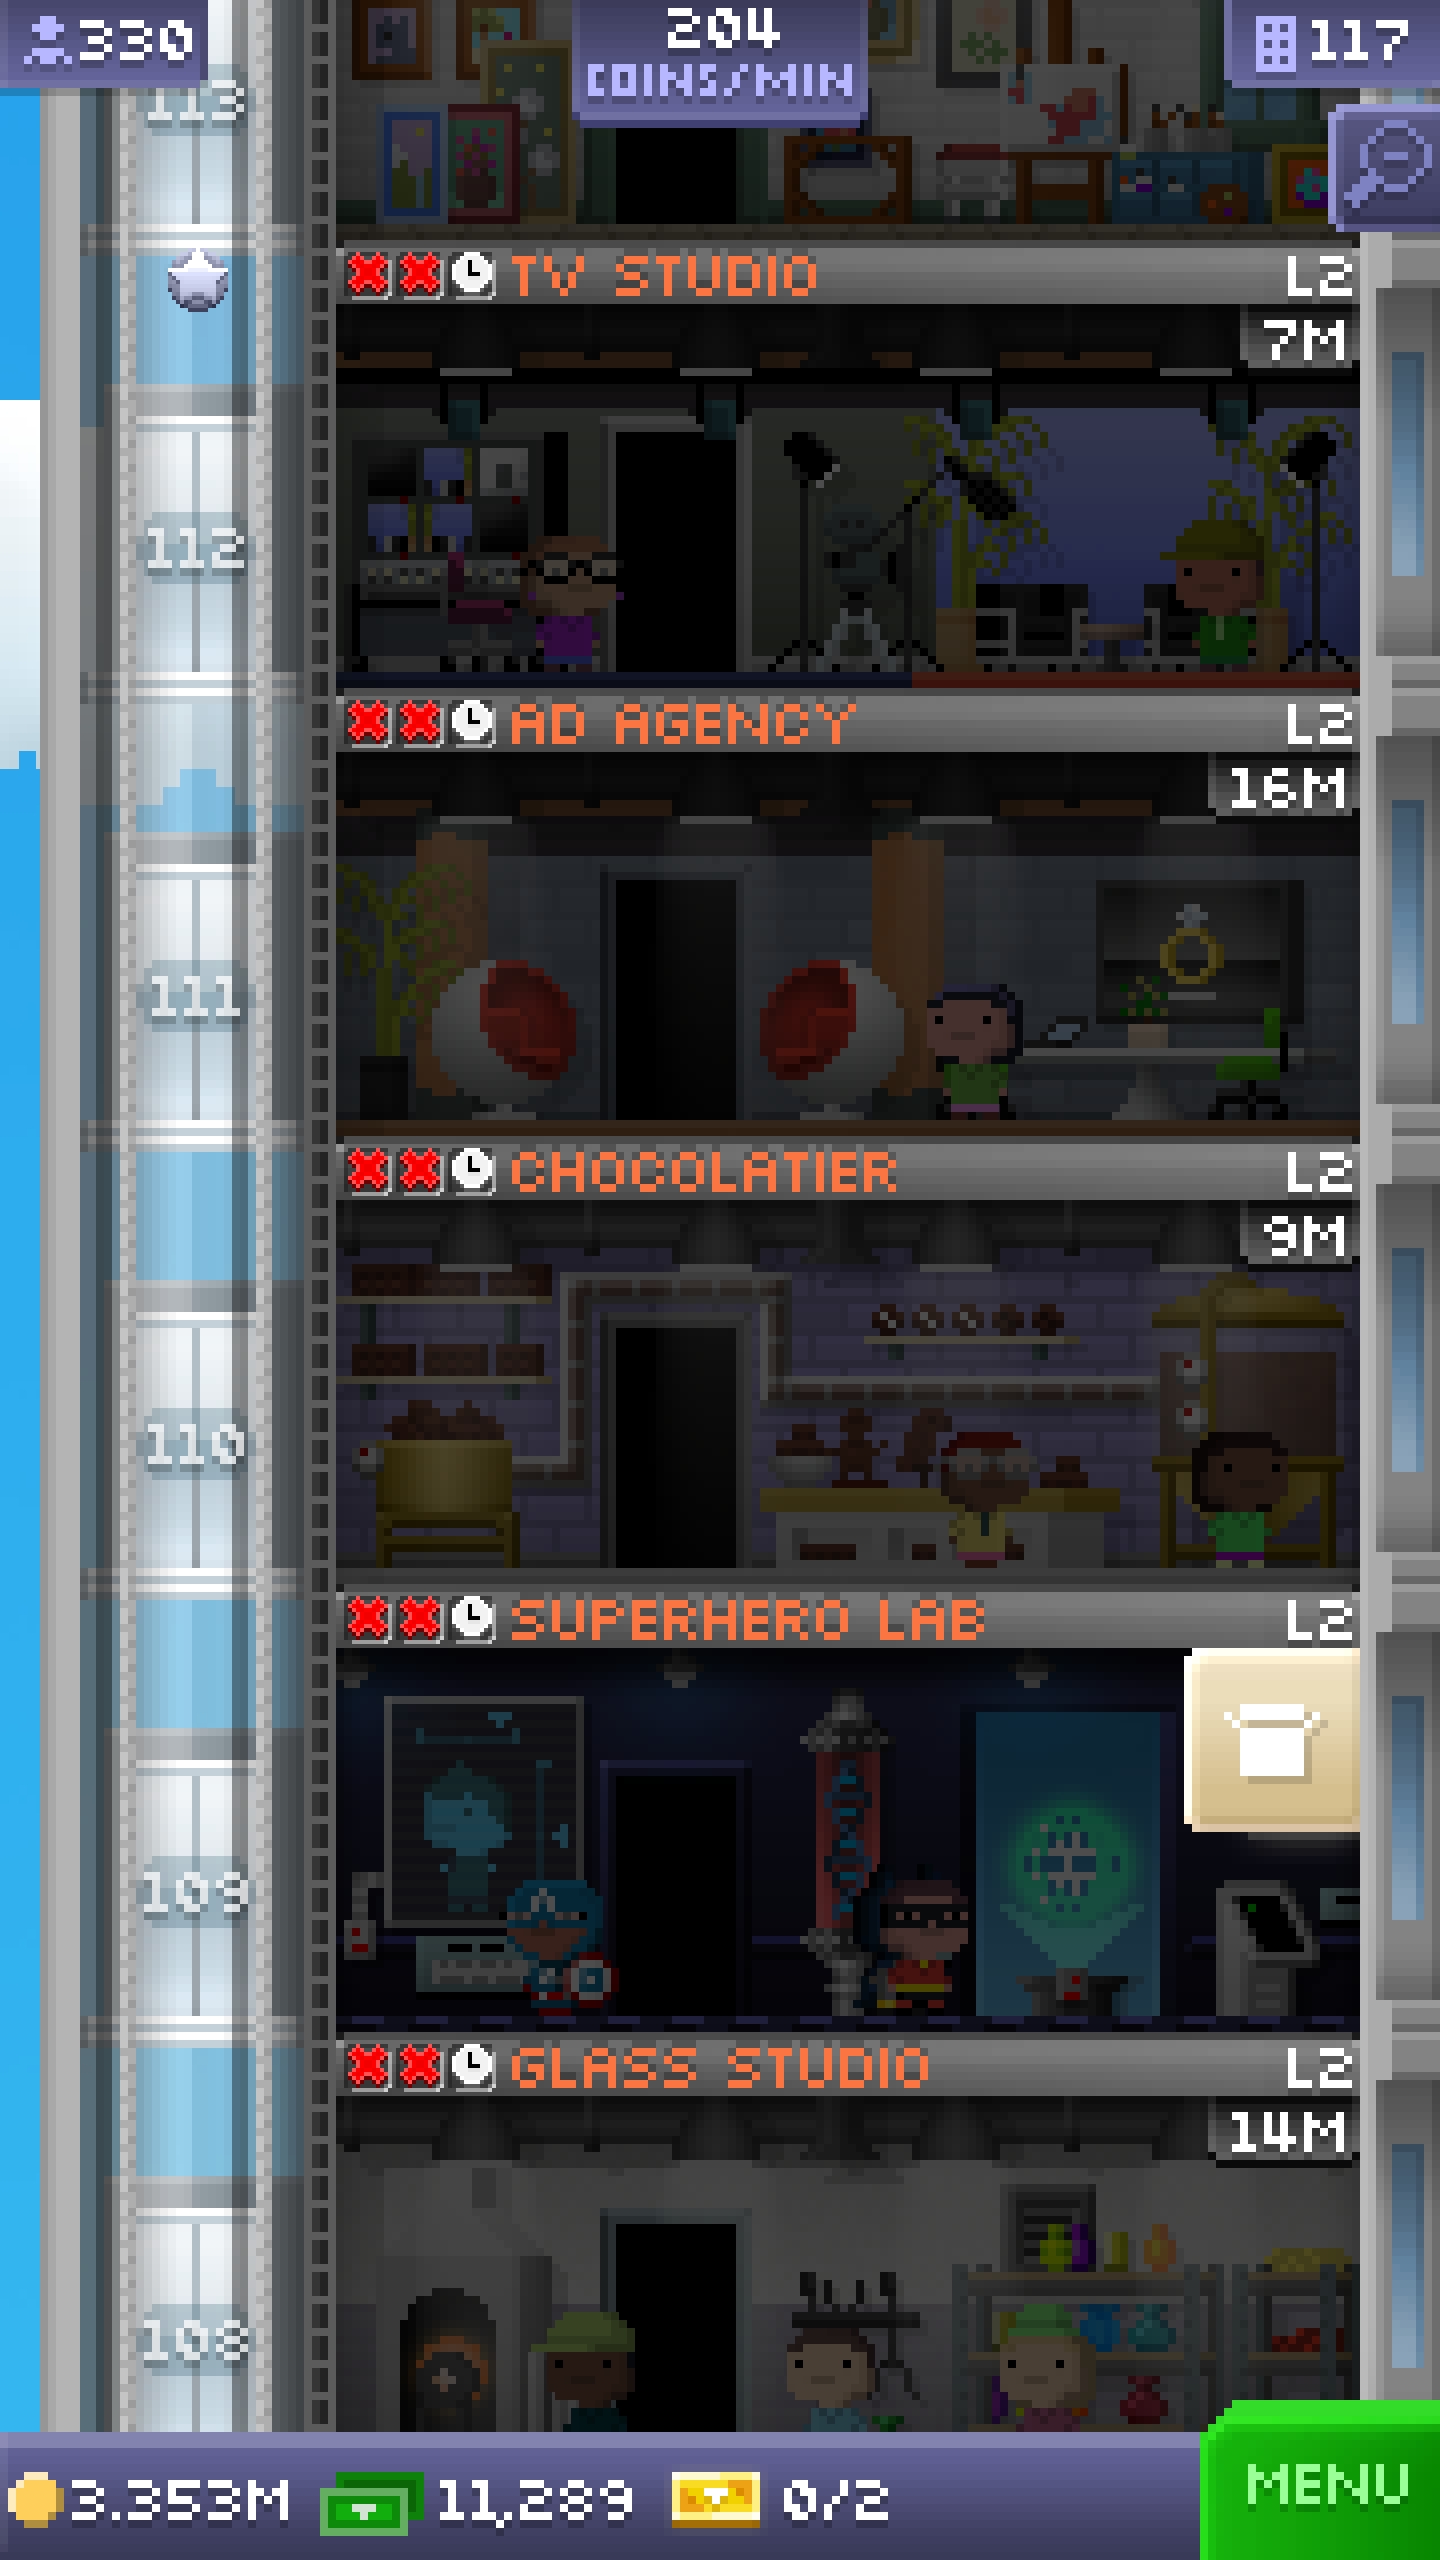 330
204
COINS/MIN
117
113
TV STUDIO L2
7M
112
AD AGENCY L2
16M
111
CHOCOLATIER L2
9M
110
SUPERHERO LAB L2
109
GLASS STUDIO L2
14M
108
3.353M 11,289 0/2
MENU